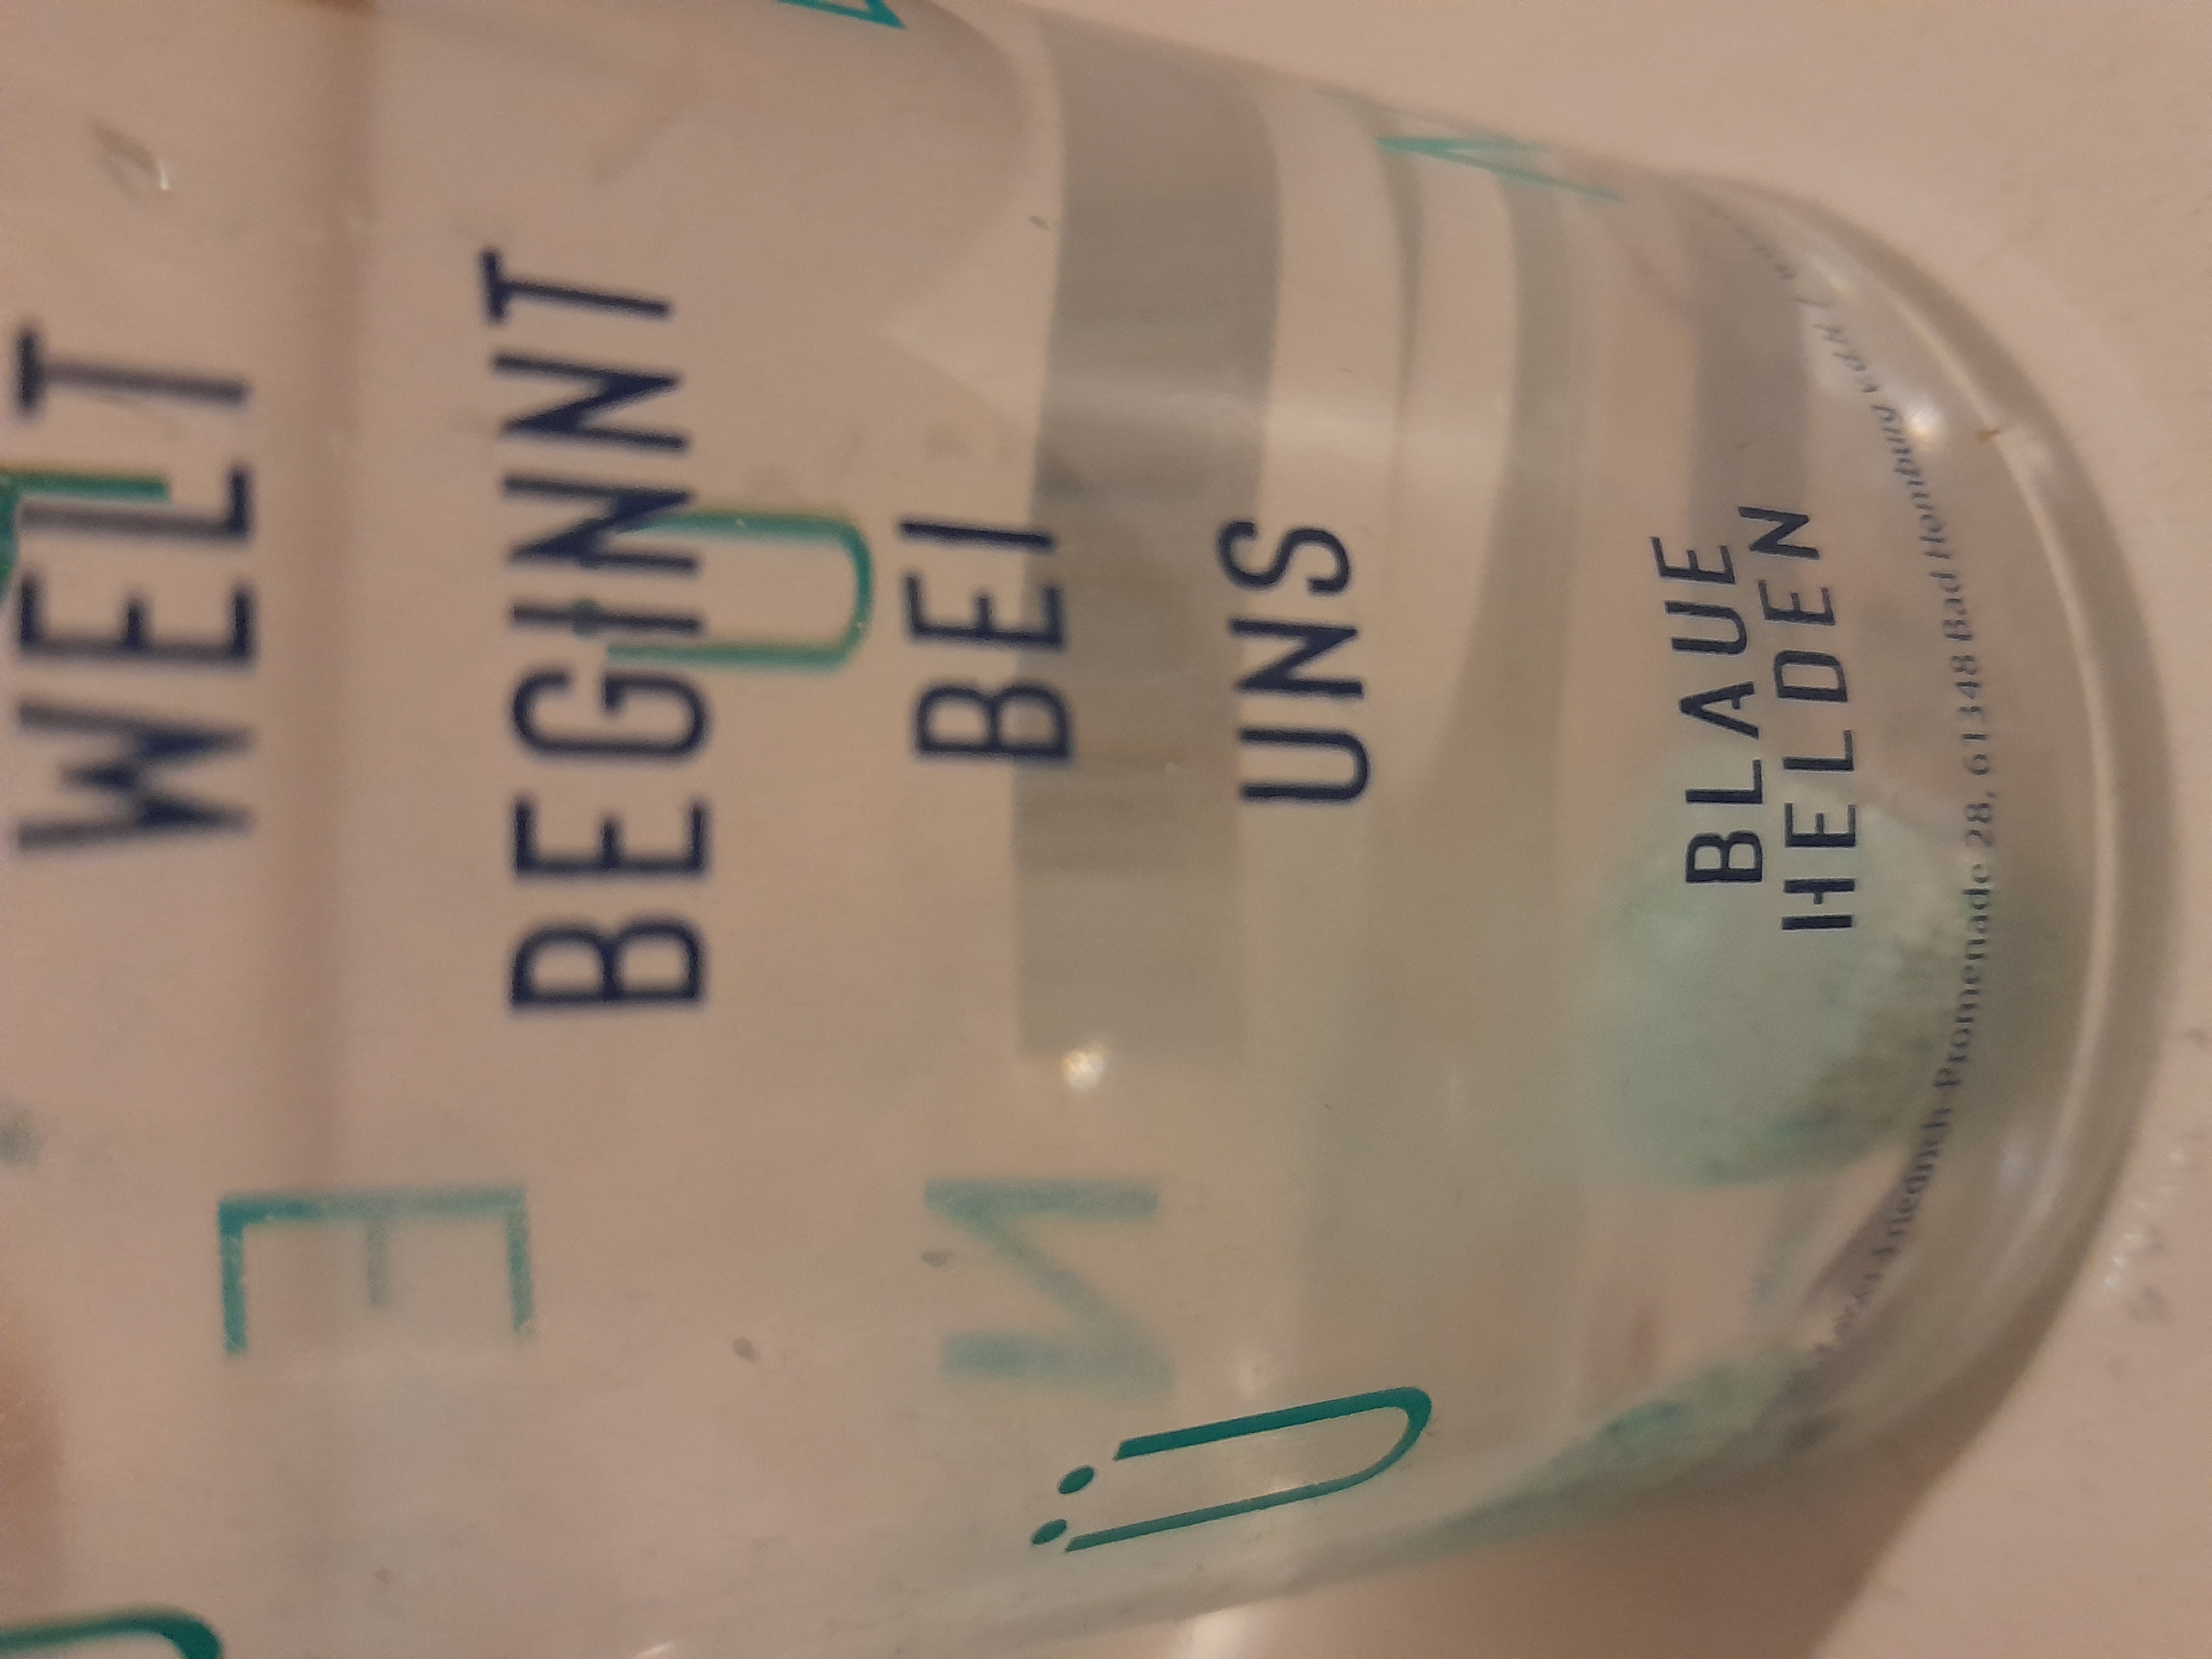 WELT
BEGINNT
BEI
UNS
BLAUE
HELDEN
Promenade 28, 61348 Bad Homburg v.d.H.
E
N
U
Ü